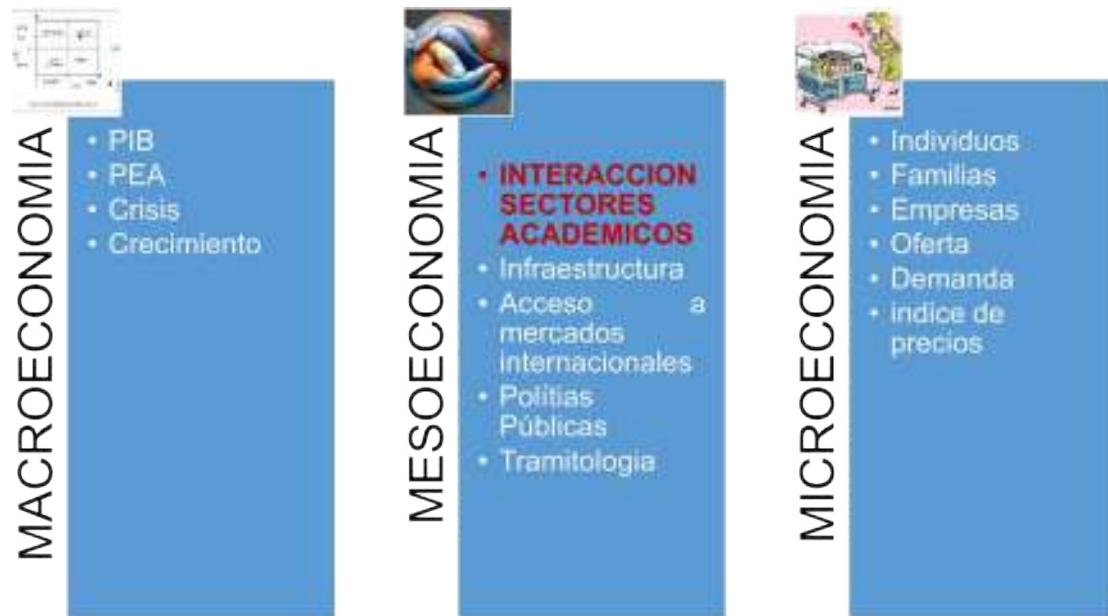 MACROECONOMIA
• PIB
• PEA
• Crisis
• Crecimiento
MESOECONOMIA
• INTERACCION
SECTORES
ACADEMICOS
• Infraestructura
• Acceso a
mercados
internacionales
• Politias
Públicas
• Tramitologia
MICROECONOMIA
• Individuos
• Familias
• Empresas
• Oferta
• Demanda
• indice de
precios